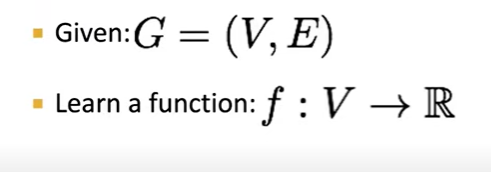 ▪ Given: G = (V, E)
▪ Learn a function: f : V → ℝ